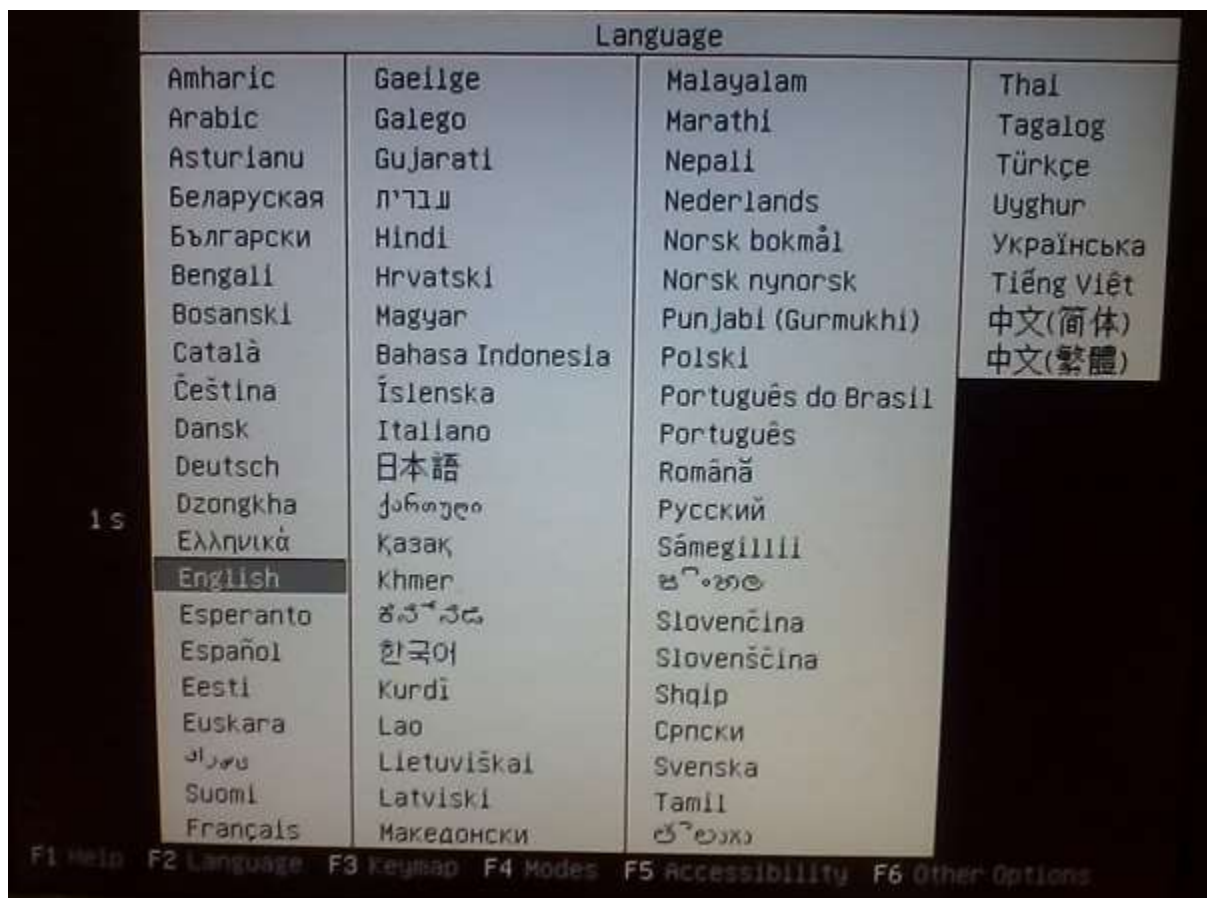 Language
Amharic
Arabic
Asturianu
Беларуская
Български
Bengali
Bosanski
Català
Čeština
Dansk
Deutsch
Dzongkha
Ελληνικά
English
Esperanto
Español
Eesti
Euskara
Suomi
Français
Gaeilge
Galego
Gujarati
עברית
Hindi
Hrvatski
Magyar
Bahasa Indonesia
Íslenska
Italiano
日本語
ქართული
Қазақ
Khmer
한국어
Kurdî
Lao
Lietuviškai
Latviski
Македонски
Malayalam
Marathi
Nepali
Nederlands
Norsk bokmål
Norsk nynorsk
Punjabi (Gurmukhi)
Polski
Português do Brasil
Português
Română
Русский
Sámegillii
Slovenčina
Slovenščina
Shqip
Српски
Svenska
Tamil
Thai
Tagalog
Türkçe
Uyghur
Українська
Tiếng Việt
中文(简体)
中文(繁體)
1 s
F1 Help F2 Language F3 Keymap F4 Modes F5 Accessibility F6 Other Options